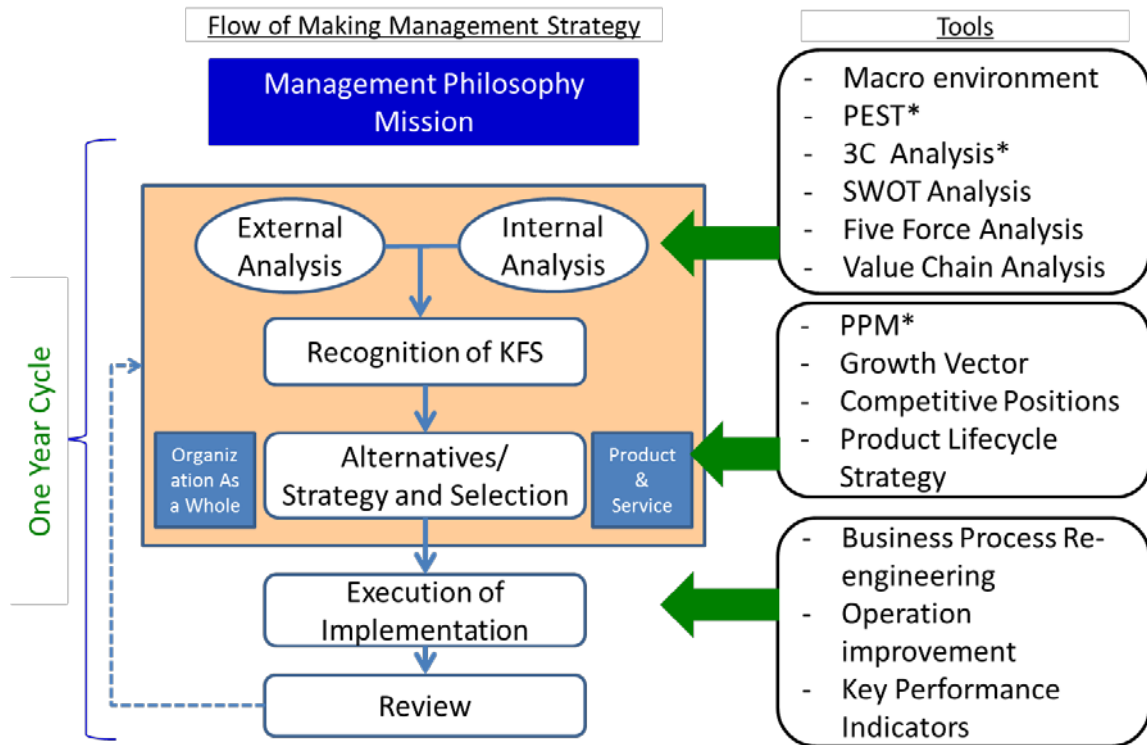 Flow of Making Management Strategy
Management Philosophy
Mission
External
Analysis
Internal
Analysis
Recognition of KFS
Organiz
ation As
a Whole
Alternatives/
Strategy and Selection
Product
&
Service
Execution of
Implementation
Review
One Year Cycle
Tools
- Macro environment
- PEST*
- 3C Analysis*
- SWOT Analysis
- Five Force Analysis
- Value Chain Analysis
- PPM*
- Growth Vector
- Competitive Positions
- Product Lifecycle
Strategy
- Business Process Re-
engineering
- Operation
improvement
- Key Performance
Indicators